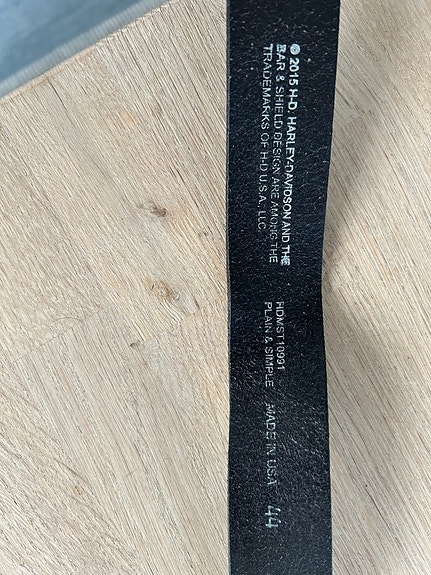 © 2015 H-D. HARLEY-DAVIDSON AND THE
BAR & SHIELD DESIGN ARE AMONG THE
TRADEMARKS OF H-D U.S.A., LLC
HDMST10991
PLAIN & SIMPLE MADE IN USA 44